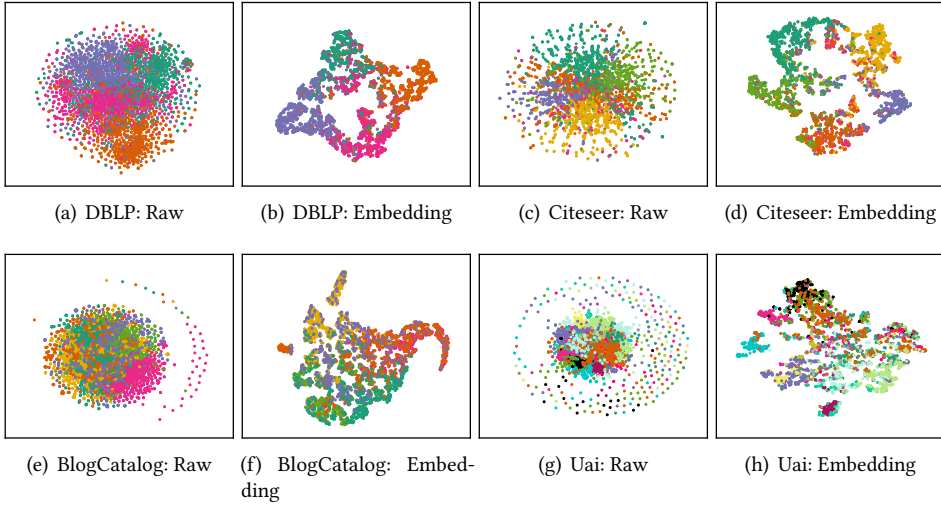 (a) DBLP: Raw
(b) DBLP: Embedding
(c) Citeseer: Raw
(d) Citeseer: Embedding
(e) BlogCatalog: Raw
(f) BlogCatalog: Embed-
ding
(g) Uai: Raw
(h) Uai: Embedding